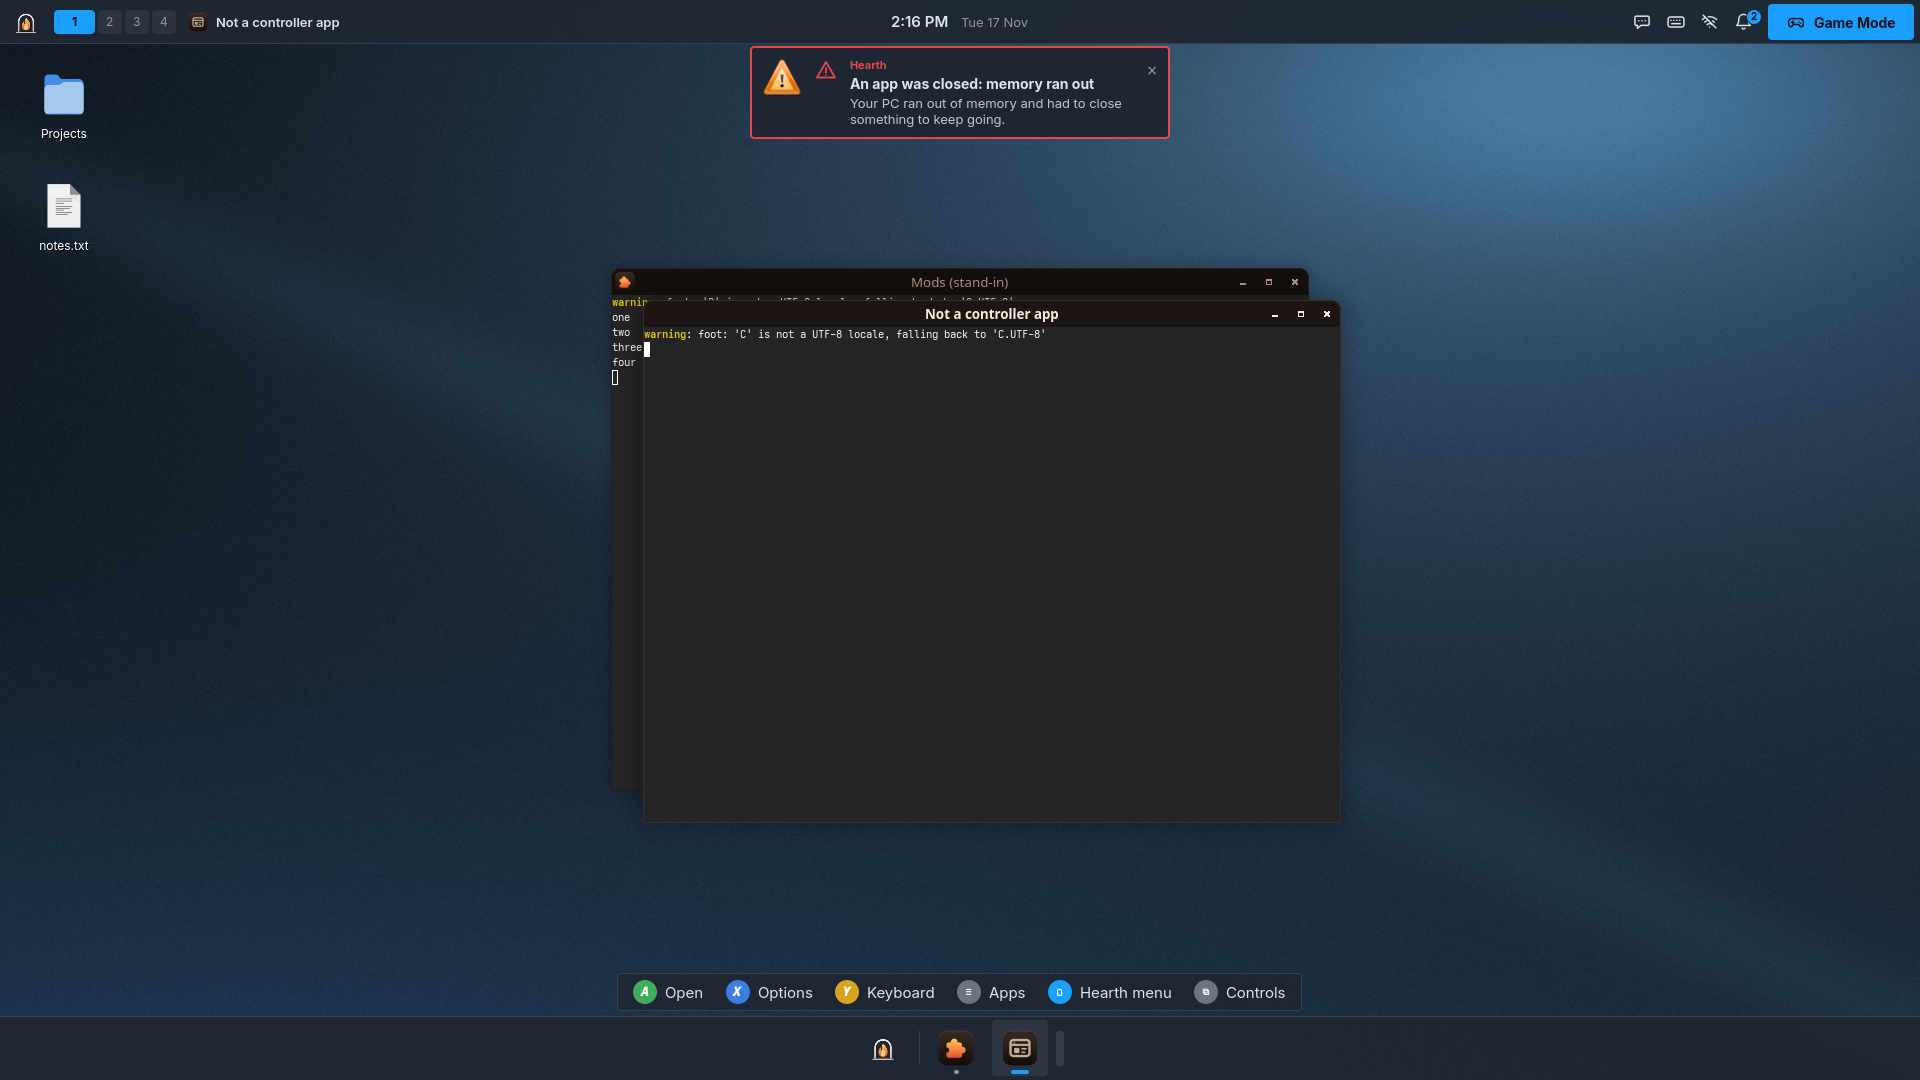 1 2 3 4 Not a controller app
2:16 PM Tue 17 Nov
2
Game Mode
Hearth
An app was closed: memory ran out
Your PC ran out of memory and had to close
something to keep going.
Projects
notes.txt
Mods (stand-in)
one
two
three
four
Not a controller app
warning: foot: 'C' is not a UTF-8 locale, falling back to 'C.UTF-8'
A Open
X Options
Y Keyboard
Apps
Hearth menu
Controls